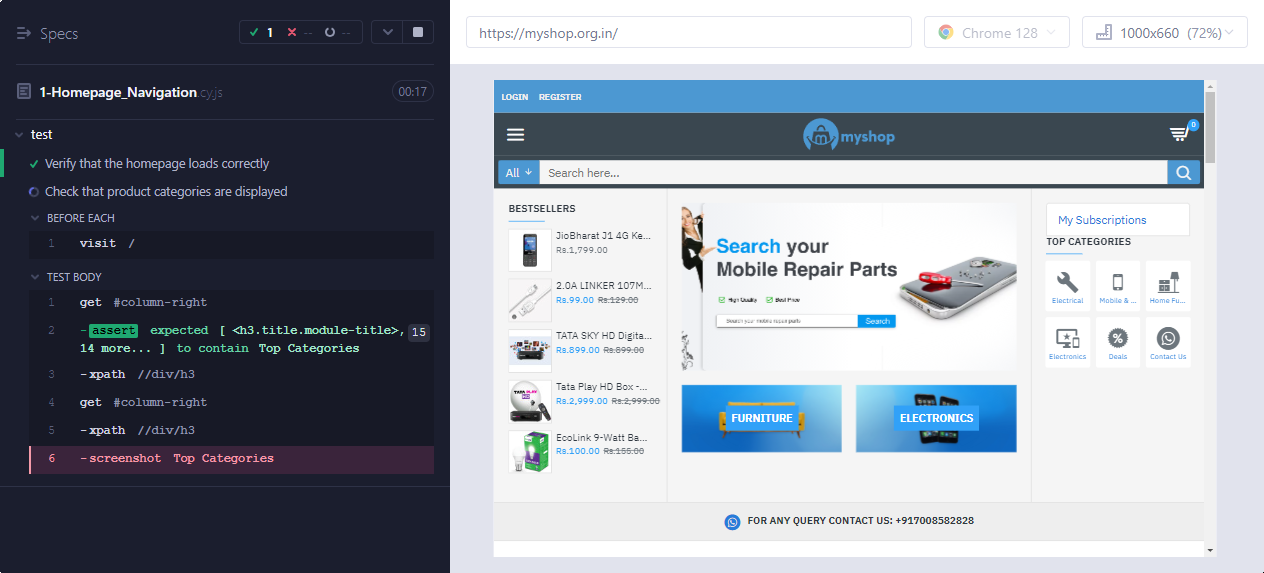 Specs
1
--
--
1-Homepage_Navigation.cy.js
00:17
test
Verify that the homepage loads correctly
Check that product categories are displayed
BEFORE EACH
1 visit /
TEST BODY
1 get #column-right
2 -assert expected [ <h3.title.module-title>, 15
14 more... ] to contain Top Categories
3 -xpath //div/h3
4 get #column-right
5 -xpath //div/h3
6 -screenshot Top Categories
https://myshop.org.in/
Chrome 128
1000x660 (72%)
LOGIN REGISTER
myshop
0
All
Search here...
BESTSELLERS
JioBharat J1 4G Ke...
Rs.1,799.00
2.0A LINKER 107M...
Rs.99.00 Rs.129.00
TATA SKY HD Digita...
Rs.899.00 Rs.899.00
Tata Play HD Box -...
Rs.2,999.00 Rs.2,999.00
EcoLink 9-Watt Ba...
Rs.100.00 Rs.155.00
TATA PLAY
HD
Search your
Mobile Repair Parts
High Quality Best Price
Search your mobile repair parts
Search
FURNITURE
ELECTRONICS
My Subscriptions
TOP CATEGORIES
Electrical
Mobile & ...
Home Fu...
Electronics
Deals
Contact Us
FOR ANY QUERY CONTACT US: +917008582828